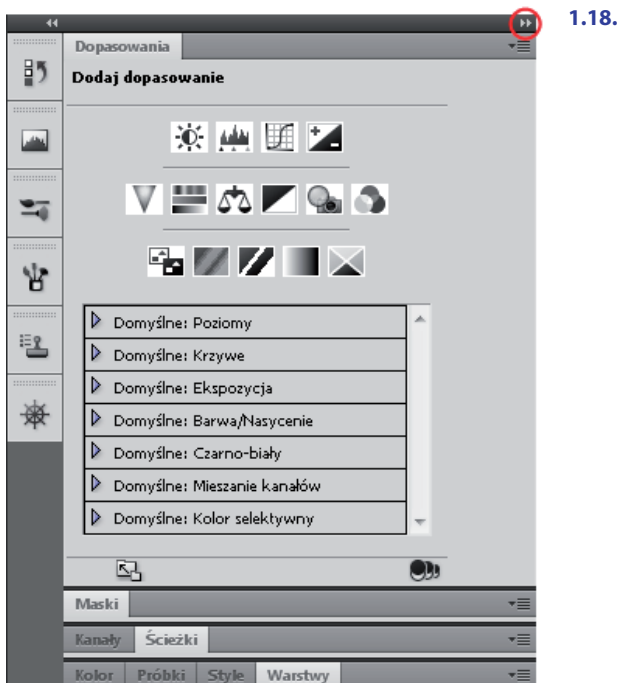 1.18.
Dopasowania
Dodaj dopasowanie
Domyślne: Poziomy
Domyślne: Krzywe
Domyślne: Ekspozycja
Domyślne: Barwa/Nasycenie
Domyślne: Czarno-biały
Domyślne: Mieszanie kanałów
Domyślne: Kolor selektywny
Maski
Kanały Ścieżki
Kolor Próbki Style Warstwy